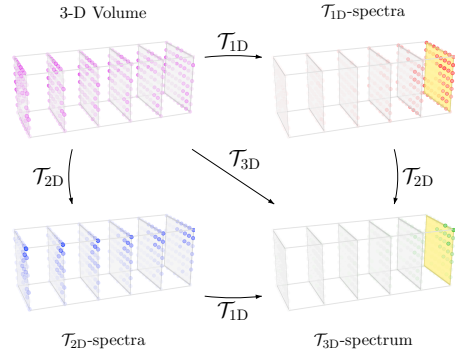 3-D Volume
𝒯1D-spectra
𝒯1D
𝒯2D
𝒯3D
𝒯2D
𝒯1D
𝒯2D-spectra
𝒯3D-spectrum